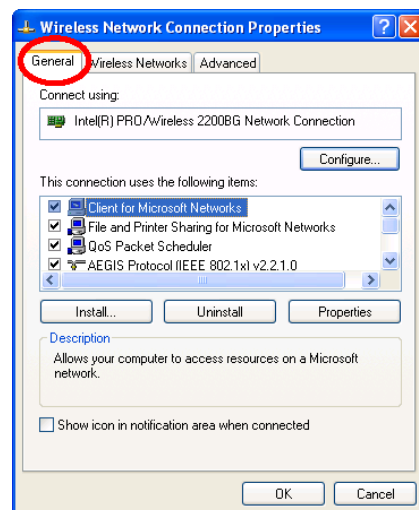 Wireless Network Connection Properties
General Wireless Networks Advanced
Connect using:
Intel(R) PRO/Wireless 2200BG Network Connection
Configure...
This connection uses the following items:
Client for Microsoft Networks
File and Printer Sharing for Microsoft Networks
QoS Packet Scheduler
AEGIS Protocol (IEEE 802.1x) v2.2.1.0
Install... Uninstall Properties
Description
Allows your computer to access resources on a Microsoft
network.
Show icon in notification area when connected
OK Cancel